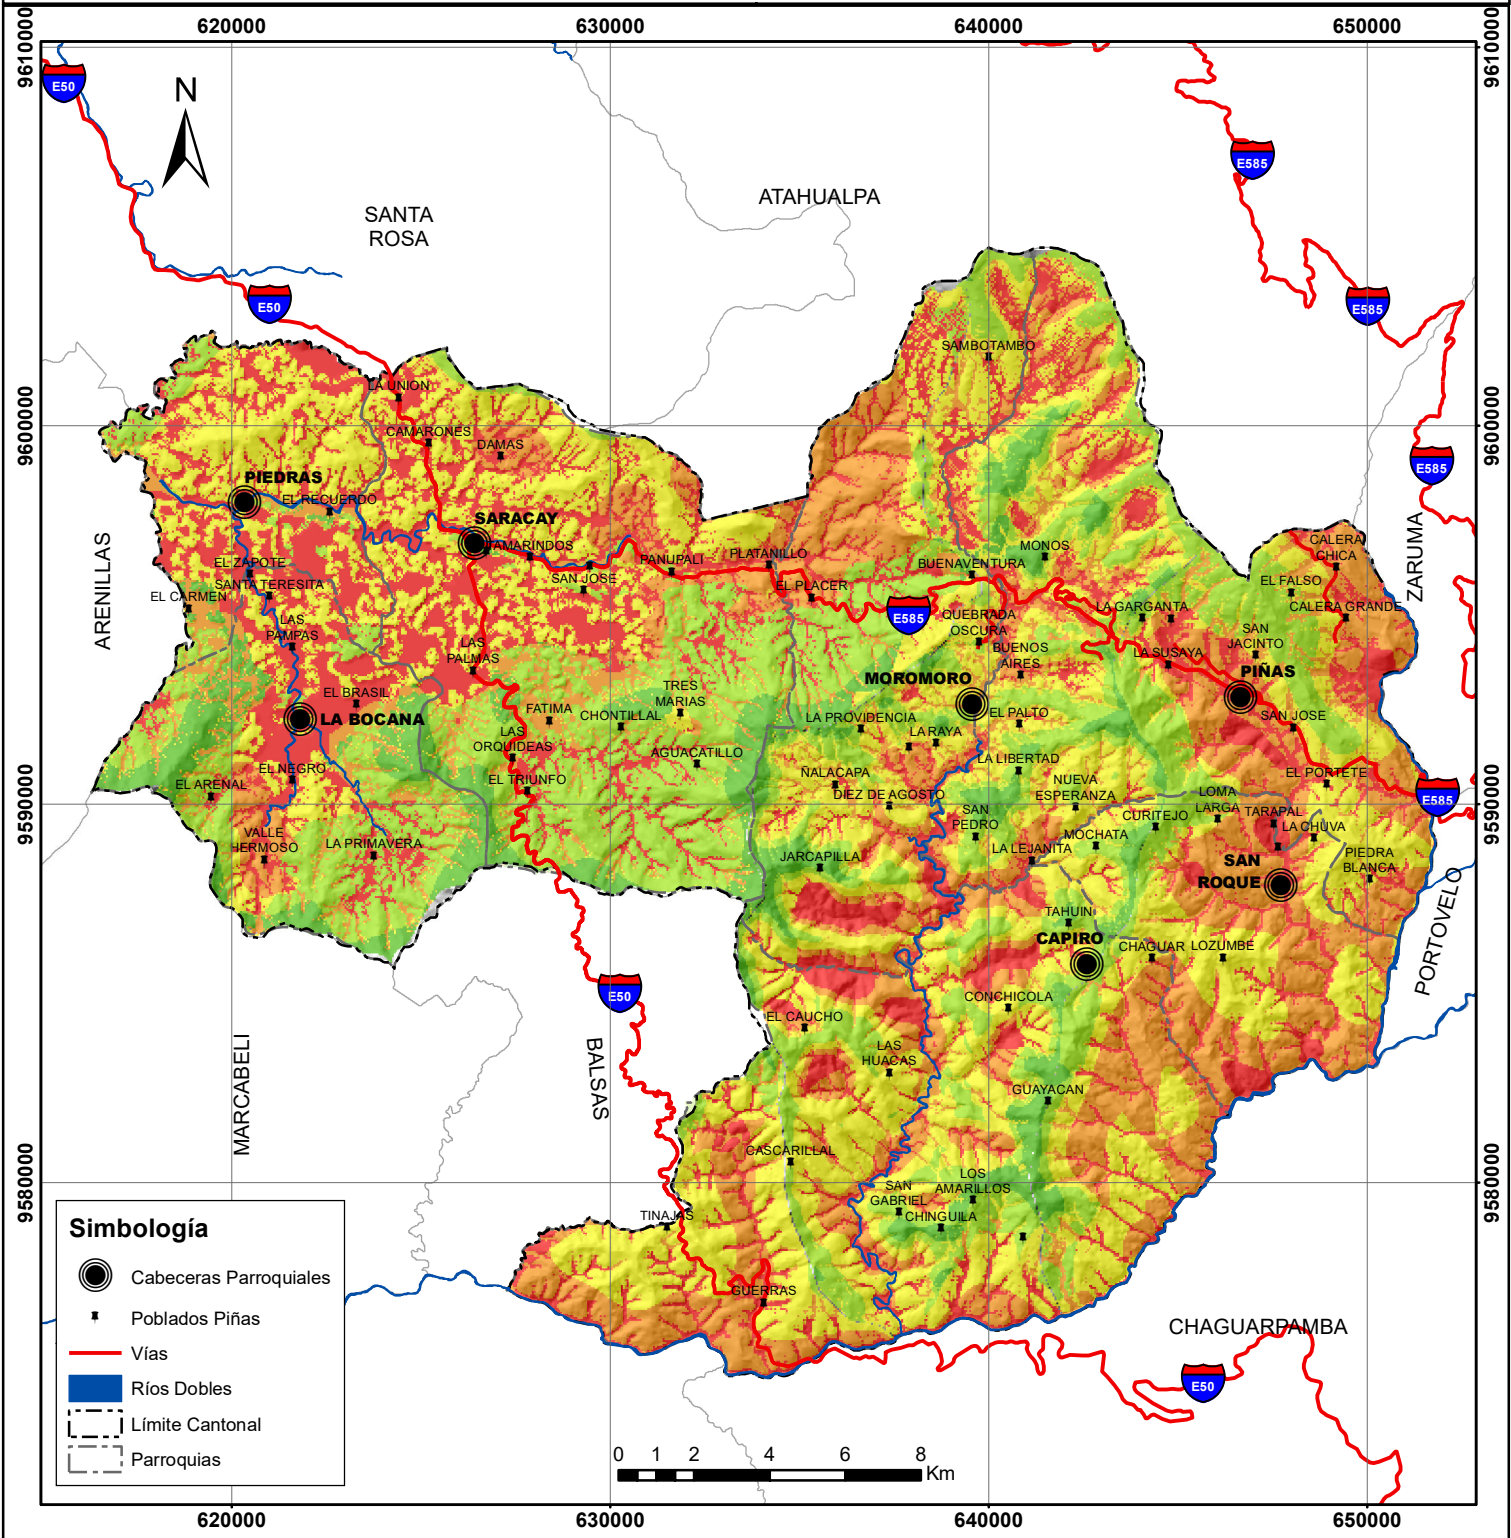 620000
630000
640000
650000
9610000
9610000
E50
N
E585
ATAHUALPA
SANTA
ROSA
E50
E585
SAMBOTAMBO
LA UNION
CAMARONES
DAMAS
9600000
9600000
E585
PIEDRAS
EL RECUERDO
SARACAY
TAMARINDOS
SAN JOSE
PANUPALI
PLATANILLO
EL PLACER
BUENAVENTURA
MONOS
CALERA
CHICA
EL FALSO
CALERA GRANDE
ZARUMA
ARENILLAS
EL ZAPOTE
SANTA TERESITA
EL CARMEN
LAS
PAMPAS
E585
QUEBRADA
OSCURA
BUENOS
AIRES
LA GARGANTA
SAN
JACINTO
LA SUSAYA
PIÑAS
LAS
PALMAS
EL BRASIL
LA BOCANA
MOROMORO
EL PALTO
SAN JOSE
TRES
MARIAS
FATIMA
CHONTILLAL
LA PROVIDENCIA
LA RAYA
LAS
ORQUIDEAS
AGUACATILLO
LA LIBERTAD
EL NEGRO
EL ARENAL
EL TRIUNFO
ÑALACAPA
DIEZ DE AGOSTO
NUEVA
ESPERANZA
EL PORTETE
E585
9590000
9590000
LOMA
LARGA
TARAPAL
CURITEJO
LA CHUVA
SAN
PEDRO
MOCHATA
LA LEJANITA
VALLE
HERMOSO
LA PRIMAVERA
JARCAPILLA
PIEDRA
BLANCA
SAN
ROQUE
PORTOVELO
TAHUIN
CAPIRO
CHAGUAR
LOZUMBE
E50
CONCHICOLA
EL CAUCHO
LAS
HUACAS
MARCABELI
BALSAS
GUAYACAN
CASCARILLAL
LOS
AMARILLOS
SAN
GABRIEL
CHINGUILA
9580000
9580000
TINAJAS
GUERRAS
CHAGUARPAMBA
E50
Simbología
Cabeceras Parroquiales
Poblados Piñas
Vías
Ríos Dobles
Límite Cantonal
Parroquias
0 1 2 4 6 8
Km
620000
630000
640000
650000